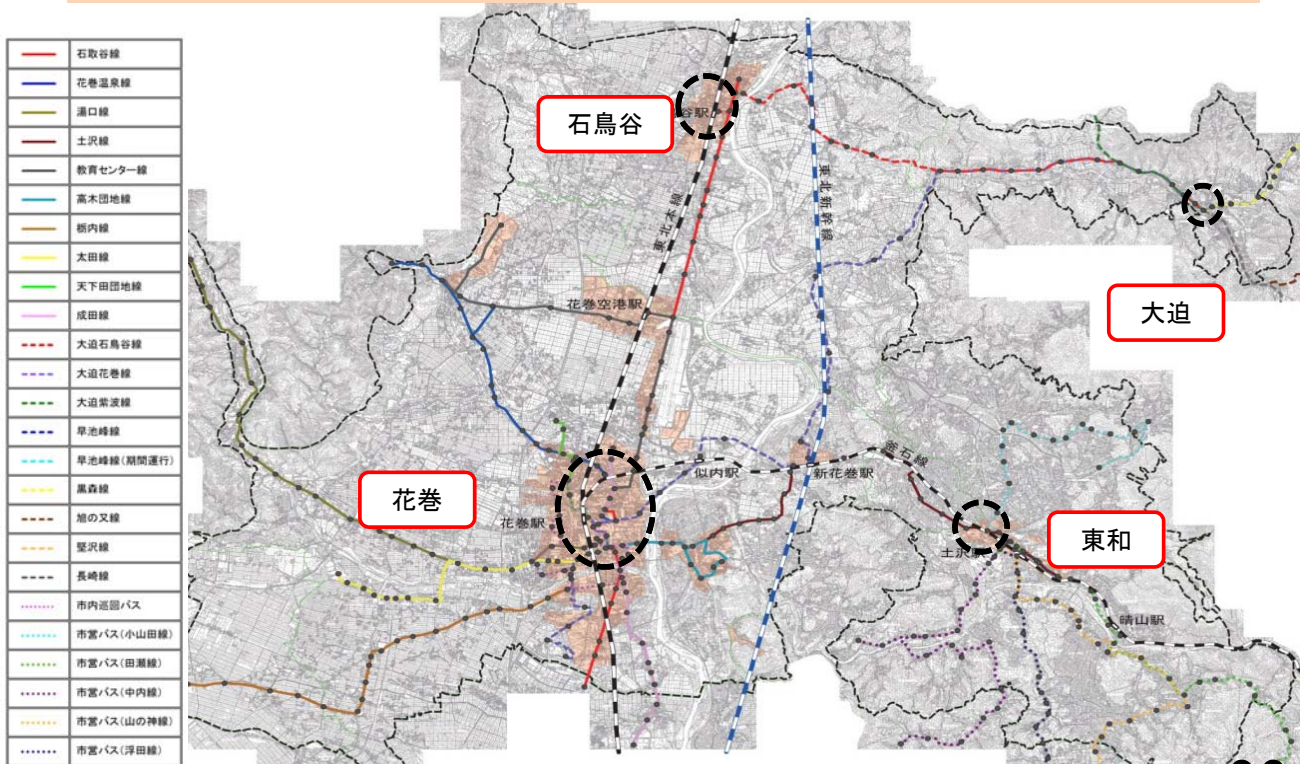 石取谷線
花巻温泉線
湯口線
土沢線
教育センター線
高木団地線
栃内線
太田線
天下田団地線
成田線
大迫石鳥谷線
大迫花巻線
大迫紫波線
早池峰線
早池峰線(期間運行)
黒森線
旭の又線
堅沢線
長崎線
市内巡回バス
市営バス(小山田線)
市営バス(田瀬線)
市営バス(中内線)
市営バス(山の神線)
市営バス(浮田線)
石鳥谷
谷駅
東北本線
東北新幹線
大迫
花巻空港駅
釜石線
似内駅
新花巻駅
花巻
花巻駅
東和
土沢駅
晴山駅